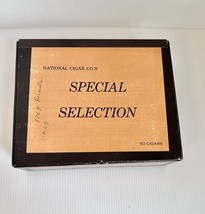 NATIONAL CIGAR CO.'S
SPECIAL
SELECTION
50 CIGARS